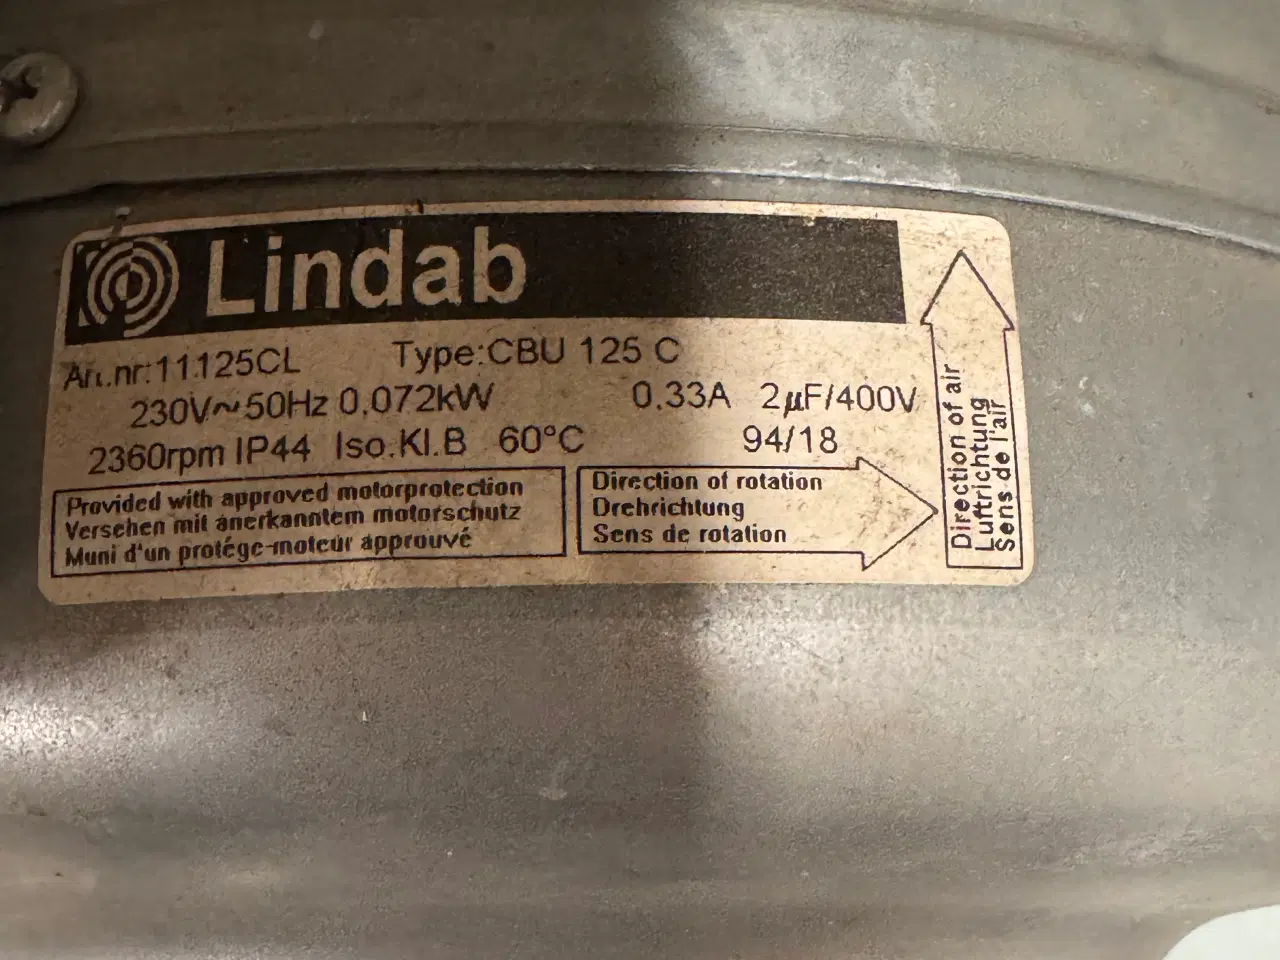 Lindab
Art.nr:11125CL Type:CBU 125 C
230V~50Hz 0,072kW 0.33A 2µF/400V
2360rpm IP44 Iso.Kl.B 60°C 94/18
Provided with approved motorprotection
Versehen mit anerkanntem motorschutz
Muni d'un protége-moteur approuvé
Direction of rotation
Drehrichtung
Sens de rotation
Direction of air
Luftrichtung
Sens de l'air